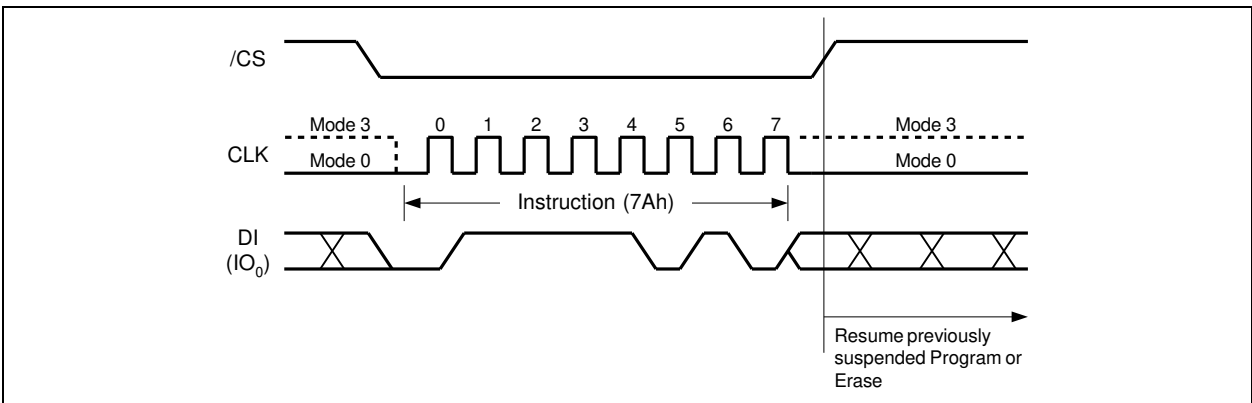 /CS
Mode 3 0 1 2 3 4 5 6 7 Mode 3
CLK
Mode 0 Mode 0
Instruction (7Ah)
DI
(IO0)
Resume previously
suspended Program or
Erase